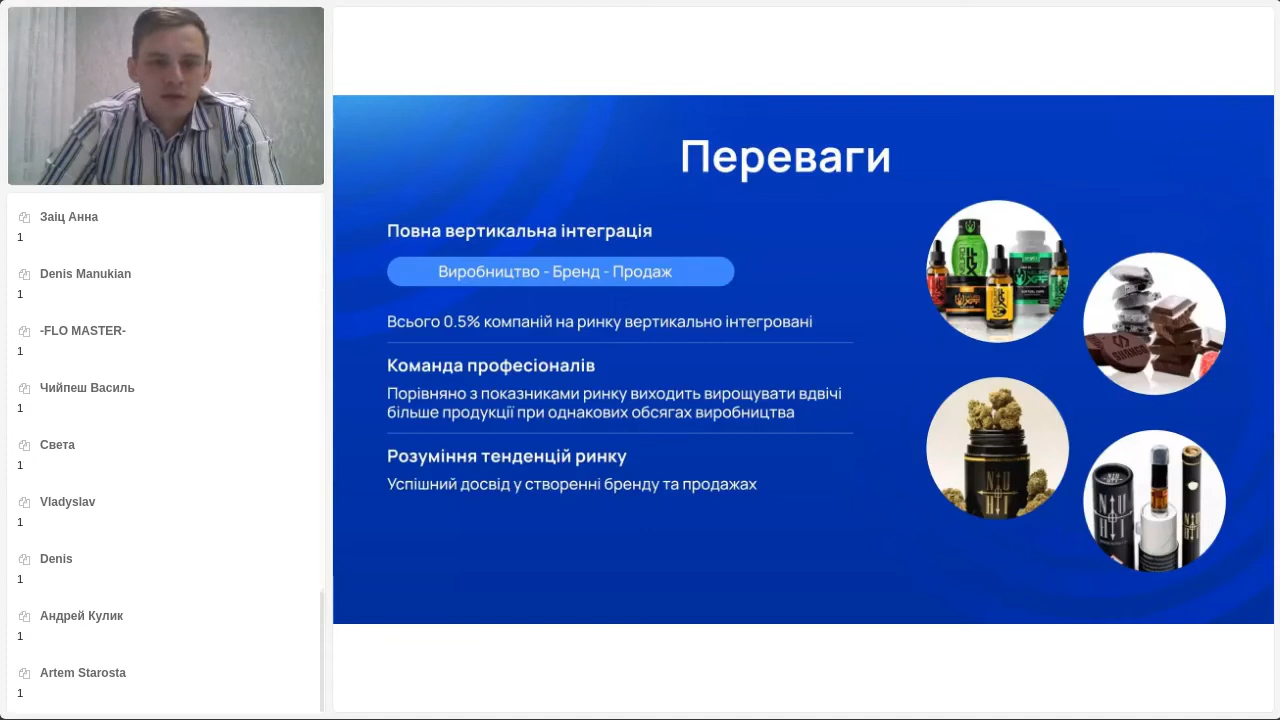 Заіц Анна
1
Denis Manukian
1
-FLO MASTER-
1
Чийпеш Василь
1
Света
1
Vladyslav
1
Denis
1
Андрей Кулик
1
Artem Starosta
1
Переваги
Повна вертикальна інтеграція
Виробництво - Бренд - Продаж
Всього 0.5% компаній на ринку вертикально інтегровані
Команда професіоналів
Порівняно з показниками ринку виходить вирощувати вдвічі
більше продукції при однакових обсягах виробництва
Розуміння тенденцій ринку
Успішний досвід у створенні бренду та продажах